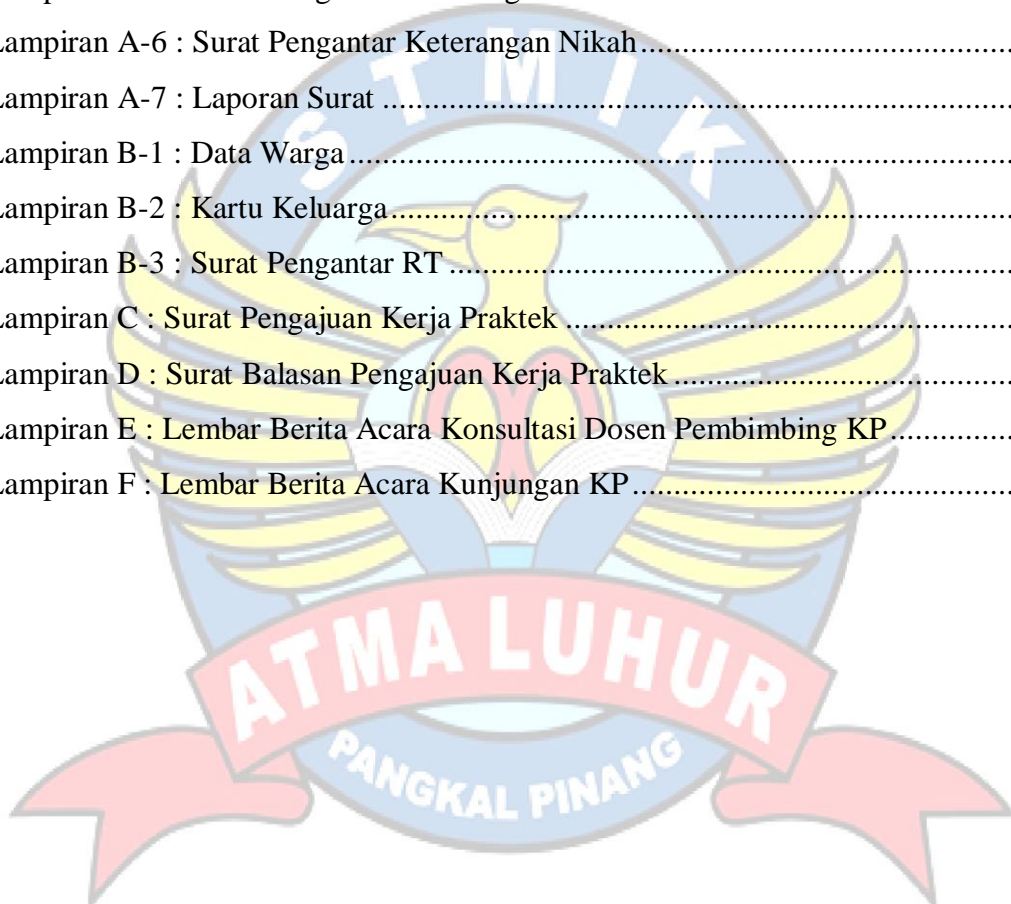 Lampiran A-6 : Surat Pengantar Keterangan Nikah
Lampiran A-7 : Laporan Surat
Lampiran B-1 : Data Warga
Lampiran B-2 : Kartu Keluarga
Lampiran B-3 : Surat Pengantar RT
Lampiran C : Surat Pengajuan Kerja Praktek
Lampiran D : Surat Balasan Pengajuan Kerja Praktek
Lampiran E : Lembar Berita Acara Konsultasi Dosen Pembimbing KP
Lampiran F : Lembar Berita Acara Kunjungan KP
STMIK
ATMA LUHUR
PANGKAL PINANG